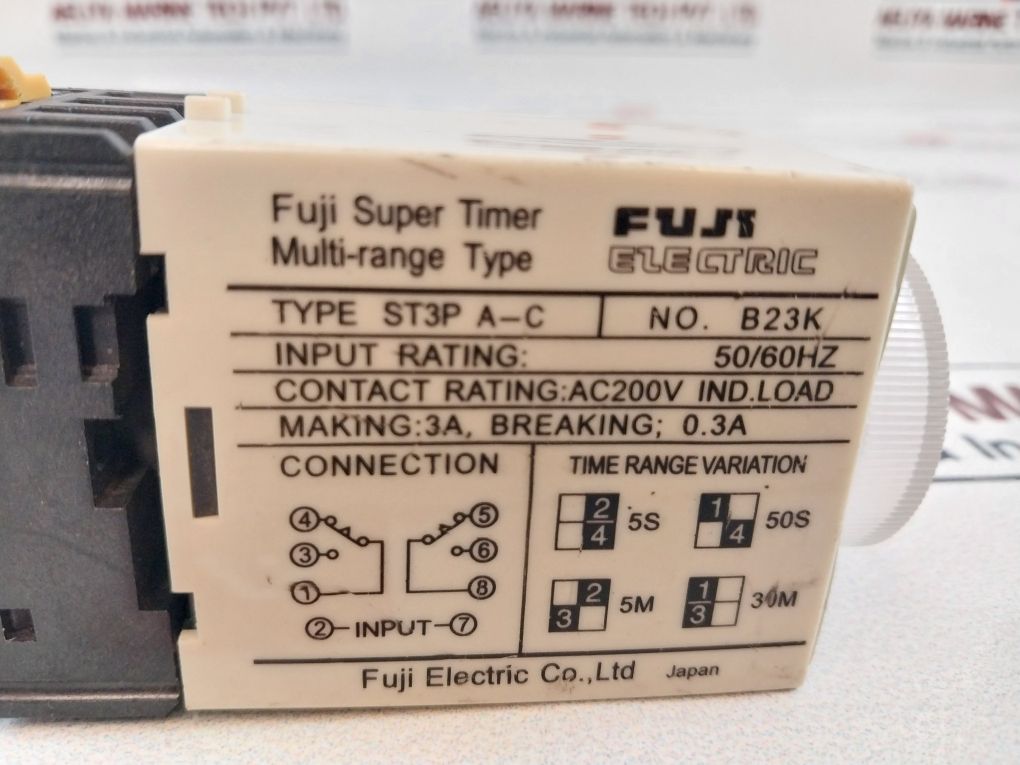 Fuji Super Timer
Multi-range Type
FUJI
ELECTRIC
TYPE ST3P A-C NO. B23K
INPUT RATING: 50/60HZ
CONTACT RATING:AC200V IND.LOAD
MAKING:3A, BREAKING; 0.3A
CONNECTION
4 5
3 6
1 8
2 INPUT 7
TIME RANGE VARIATION
2 4 5S 1 4 50S
2 3 5M 1 3 30M
Fuji Electric Co.,Ltd Japan